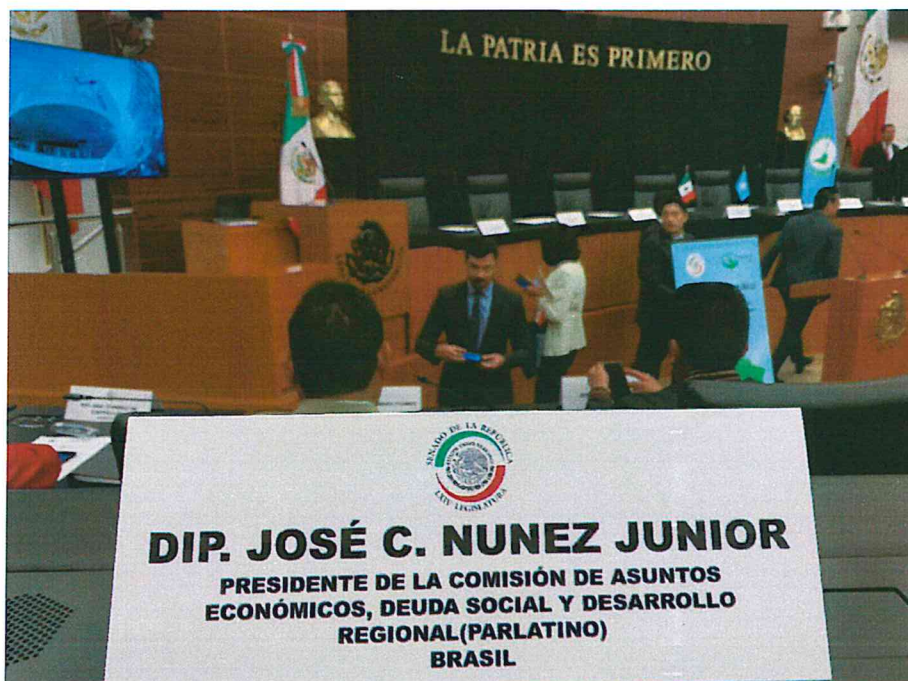 LA PATRIA ES PRIMERO
SENADO DE LA REPÚBLICA
LXIV LEGISLATURA
DIP. JOSÉ C. NUNEZ JUNIOR
PRESIDENTE DE LA COMISIÓN DE ASUNTOS
ECONÓMICOS, DEUDA SOCIAL Y DESARROLLO
REGIONAL(PARLATINO)
BRASIL